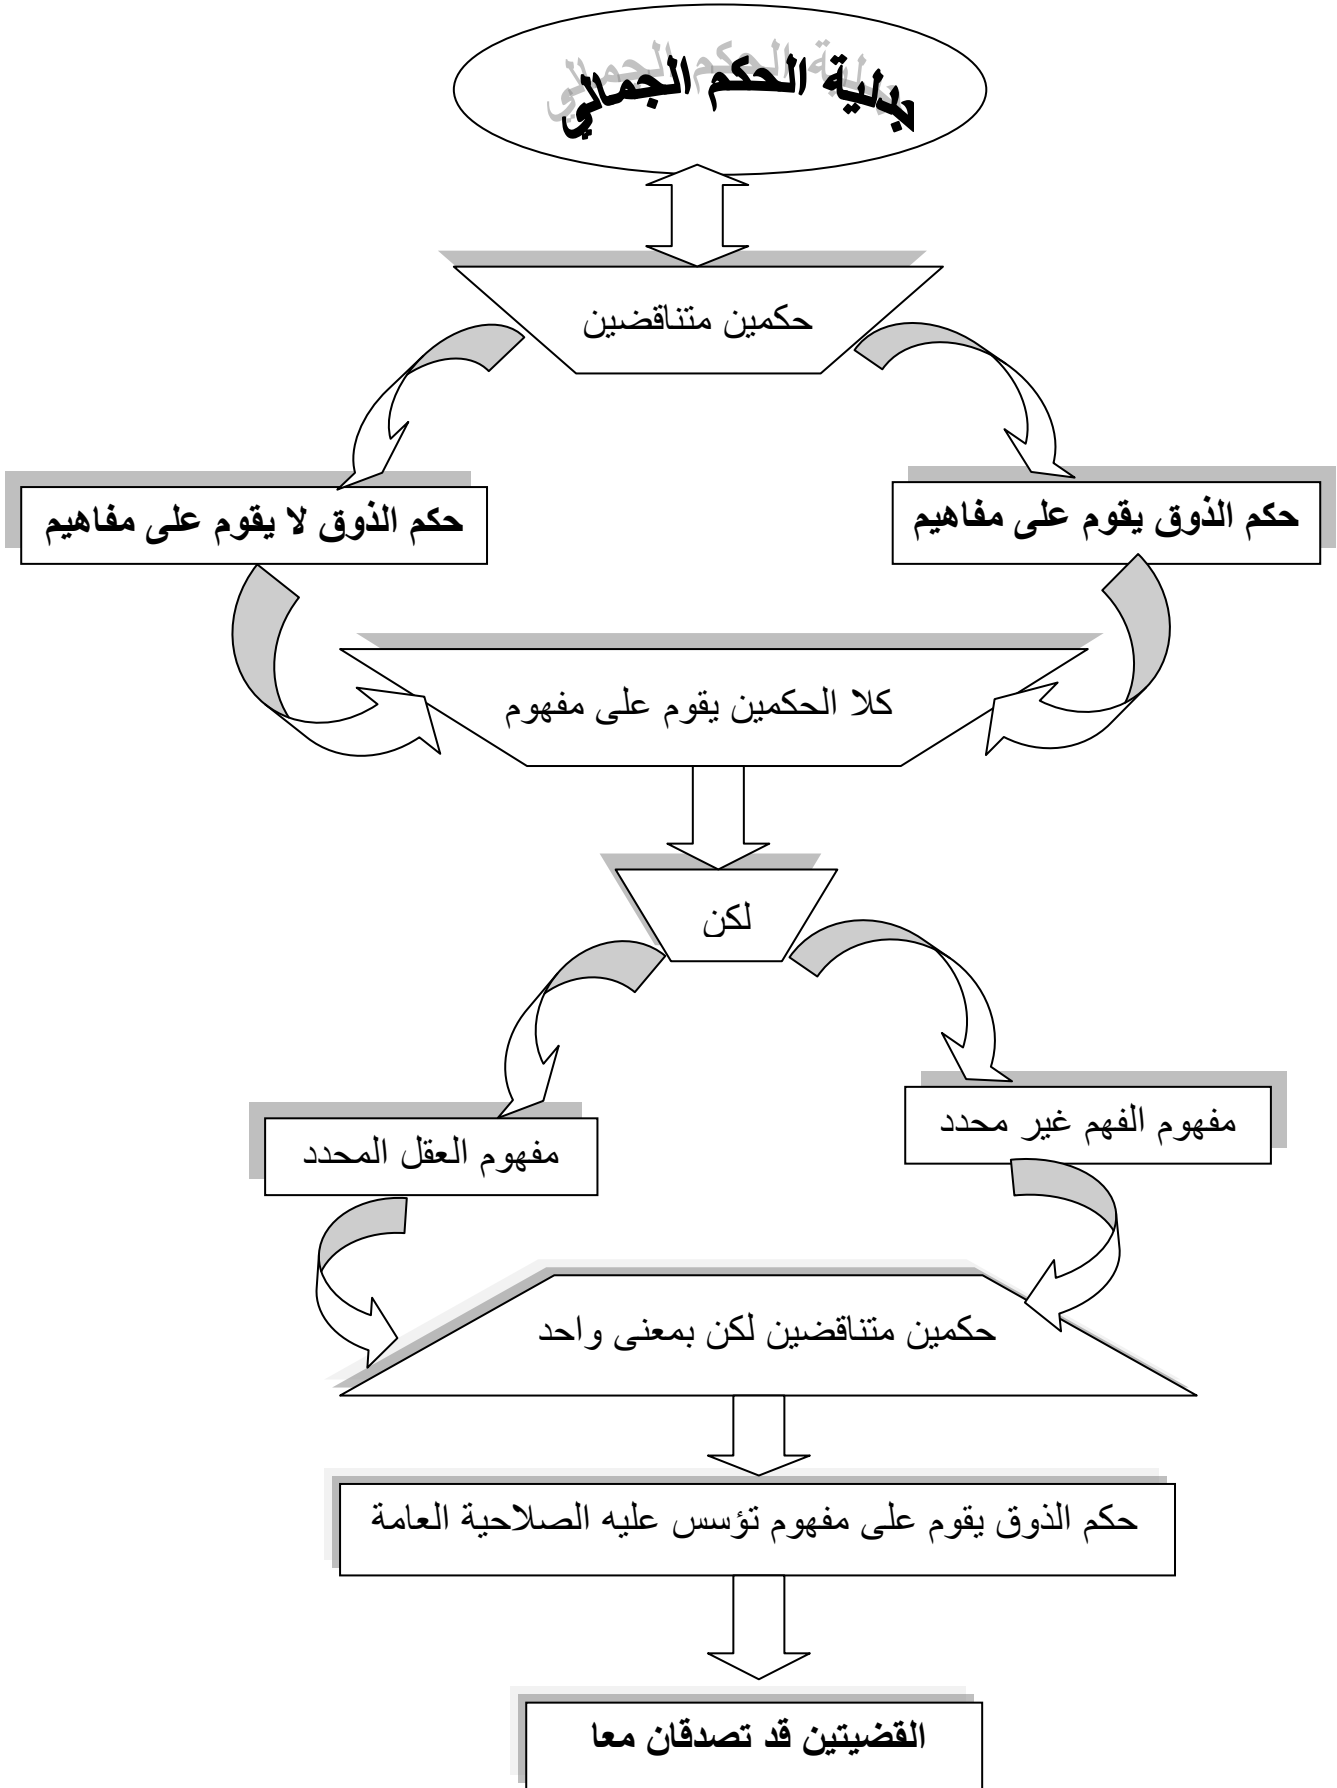 جدلية الحكم الجمالي
حكمين متناقضين
حكم الذوق يقوم على مفاهيم
حكم الذوق لا يقوم على مفاهيم
كلا الحكمين يقوم على مفهوم
لكن
مفهوم الفهم غير محدد
مفهوم العقل المحدد
حكمين متناقضين لكن بمعنى واحد
حكم الذوق يقوم على مفهوم تؤسس عليه الصلاحية العامة
القضيتين قد تصدقان معا